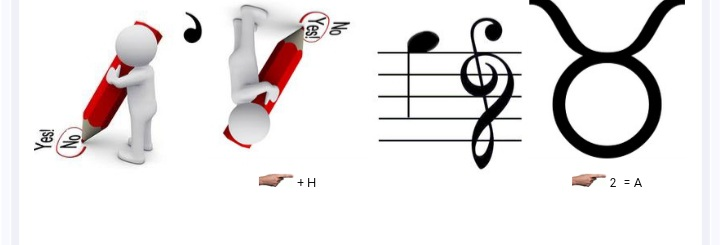 Yes!
No
,
Yes!
No
+ H
2 = A